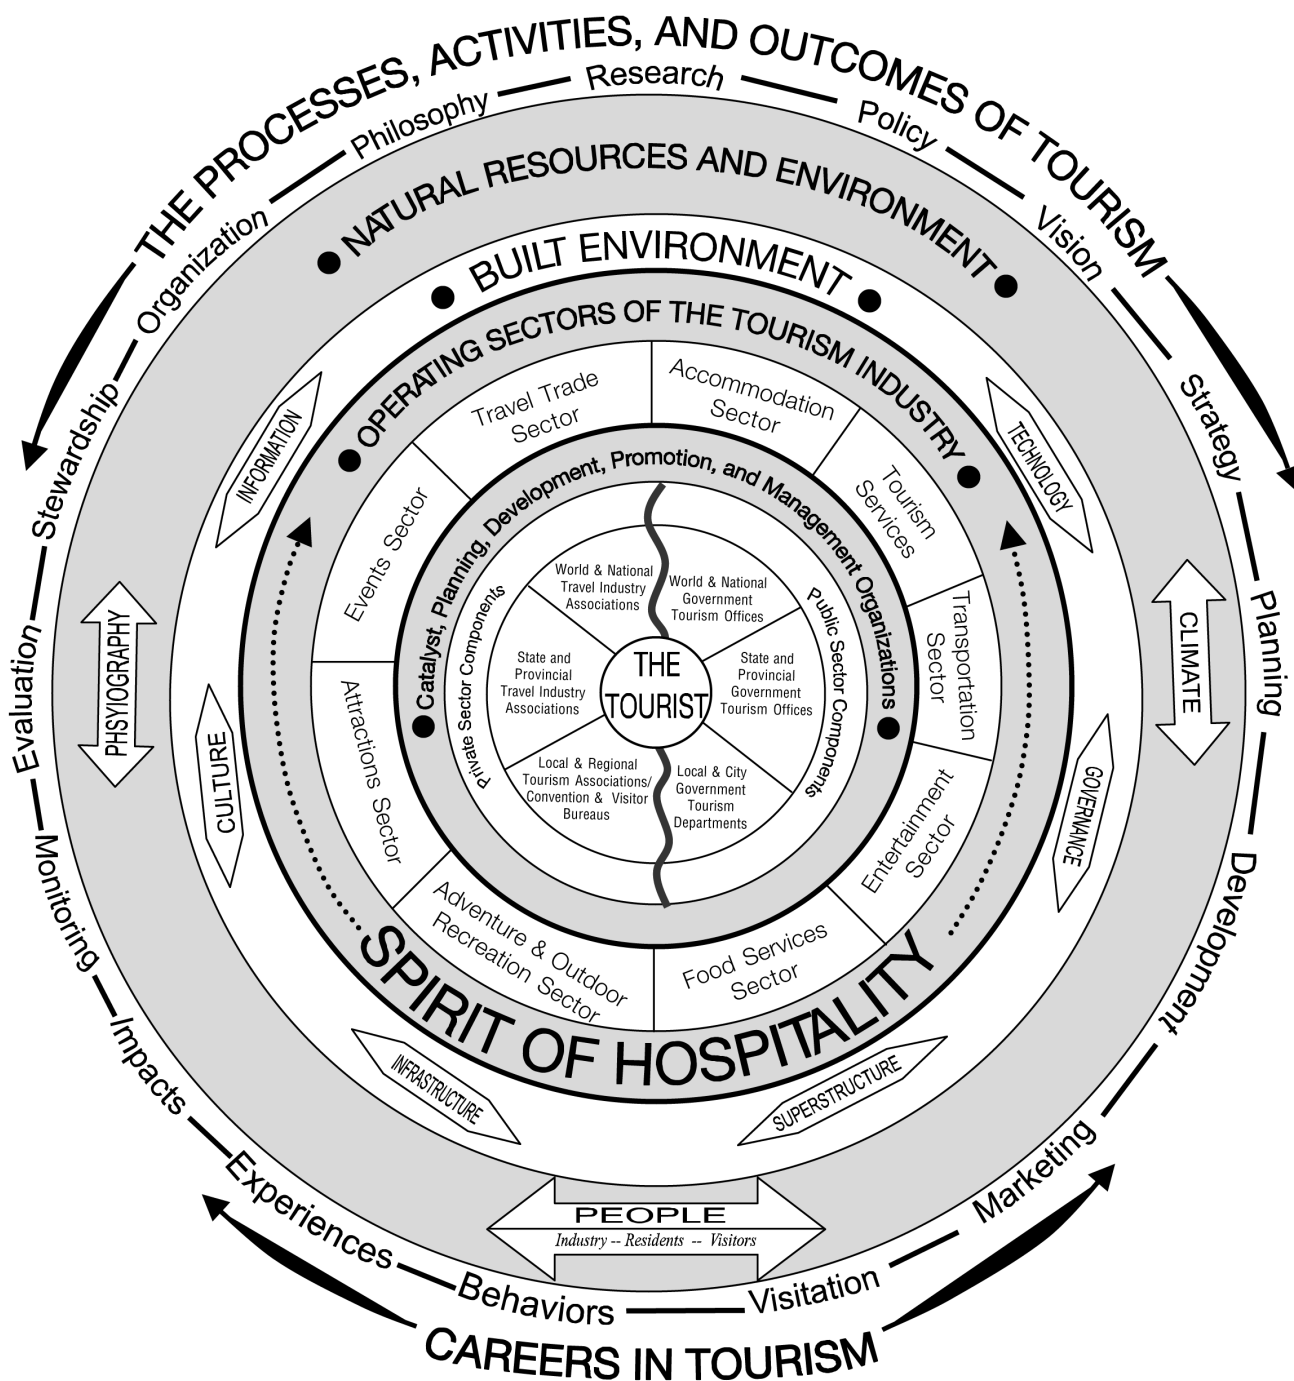 THE PROCESSES, ACTIVITIES, AND OUTCOMES OF TOURISM
Research
Policy
Vision
Strategy
Planning
Development
Marketing
Visitation
Behaviors
Experiences
Impacts
Monitoring
Evaluation
Stewardship
Organization
Philosophy
NATURAL RESOURCES AND ENVIRONMENT
CLIMATE
PEOPLE
Industry -- Residents -- Visitors
PHSYIOGRAPHY
BUILT ENVIRONMENT
TECHNOLOGY
GOVERNANCE
SUPERSTRUCTURE
INFRASTRUCTURE
CULTURE
INFORMATION
OPERATING SECTORS OF THE TOURISM INDUSTRY
SPIRIT OF HOSPITALITY
Travel Trade
Sector
Accommodation
Sector
Tourism
Services
Transportation
Sector
Entertainment
Sector
Food Services
Sector
Adventure & Outdoor
Recreation Sector
Attractions Sector
Events Sector
Catalyst, Planning, Development, Promotion, and Management Organizations
Private Sector Components
Public Sector Components
World & National
Travel Industry
Associations
World & National
Government
Tourism Offices
State and
Provincial
Travel Industry
Associations
State and
Provincial
Government
Tourism Offices
Local & Regional
Tourism Associations/
Convention & Visitor
Bureaus
Local & City
Government
Tourism
Departments
THE
TOURIST
CAREERS IN TOURISM